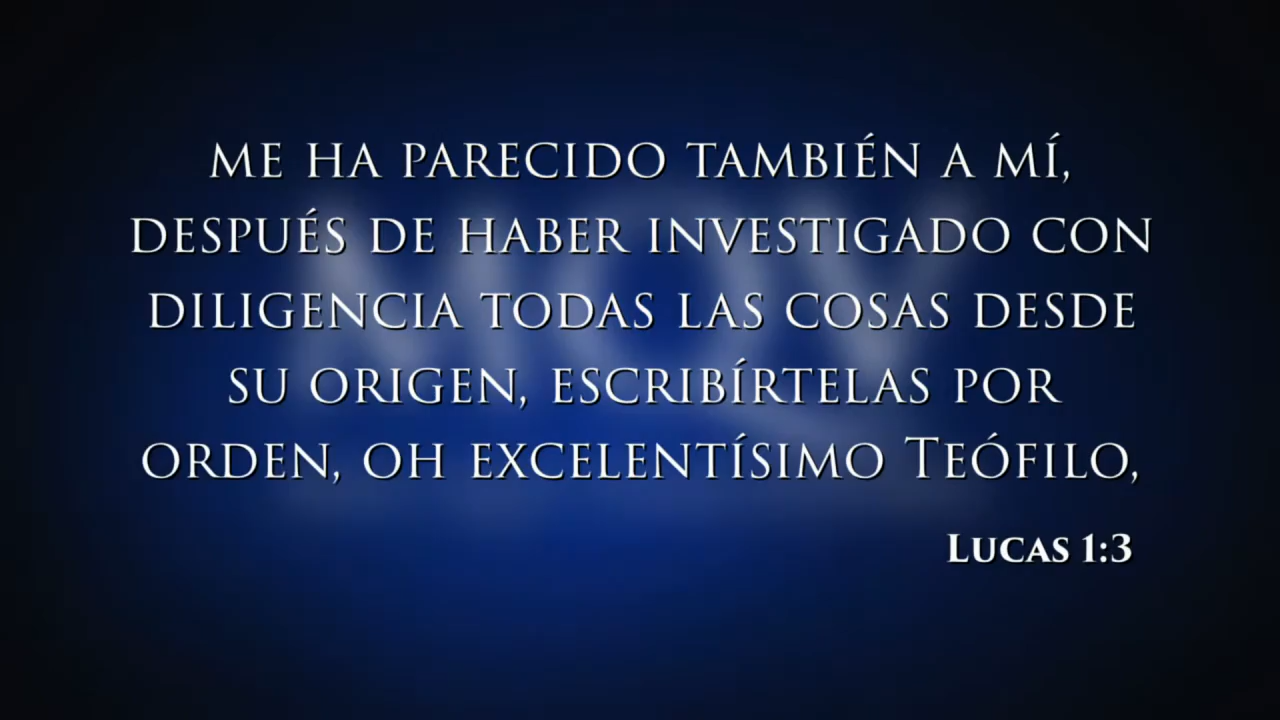 ME HA PARECIDO TAMBIÉN A MÍ,
DESPUÉS DE HABER INVESTIGADO CON
DILIGENCIA TODAS LAS COSAS DESDE
SU ORIGEN, ESCRIBÍRTELAS POR
ORDEN, OH EXCELENTÍSIMO TEÓFILO,
LUCAS 1:3